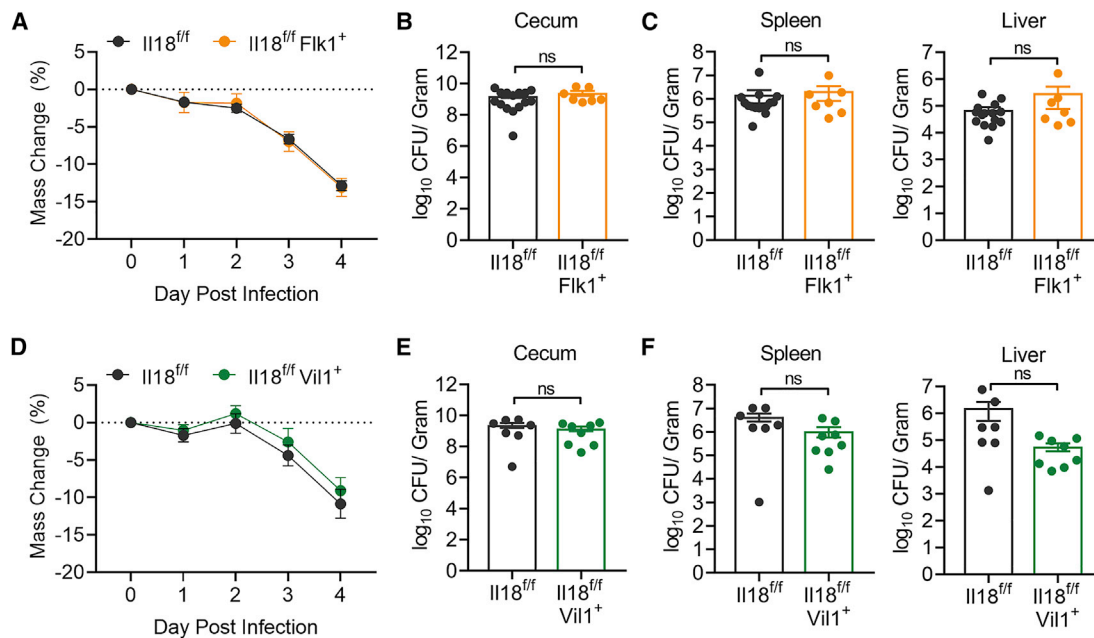 A
Il18f/f
Il18f/f Flk1+
Mass Change (%)
5
0
-5
-10
-15
-20
0 1 2 3 4
Day Post Infection
B
Cecum
ns
log10 CFU/ Gram
12
10
8
6
4
2
0
Il18f/f
Il18f/f
Flk1+
C
Spleen
ns
log10 CFU/ Gram
8
7
6
5
4
3
2
1
0
Il18f/f
Il18f/f
Flk1+
Liver
ns
7
6
5
4
3
2
1
0
Il18f/f
Il18f/f
Flk1+
D
Il18f/f
Il18f/f Vil1+
Mass Change (%)
5
0
-5
-10
-15
-20
0 1 2 3 4
Day Post Infection
E
Cecum
ns
log10 CFU/ Gram
12
10
8
6
4
2
0
Il18f/f
Il18f/f
Vil1+
F
Spleen
ns
log10 CFU/ Gram
8
7
6
5
4
3
2
1
0
Il18f/f
Il18f/f
Vil1+
Liver
ns
7
6
5
4
3
2
1
0
Il18f/f
Il18f/f
Vil1+